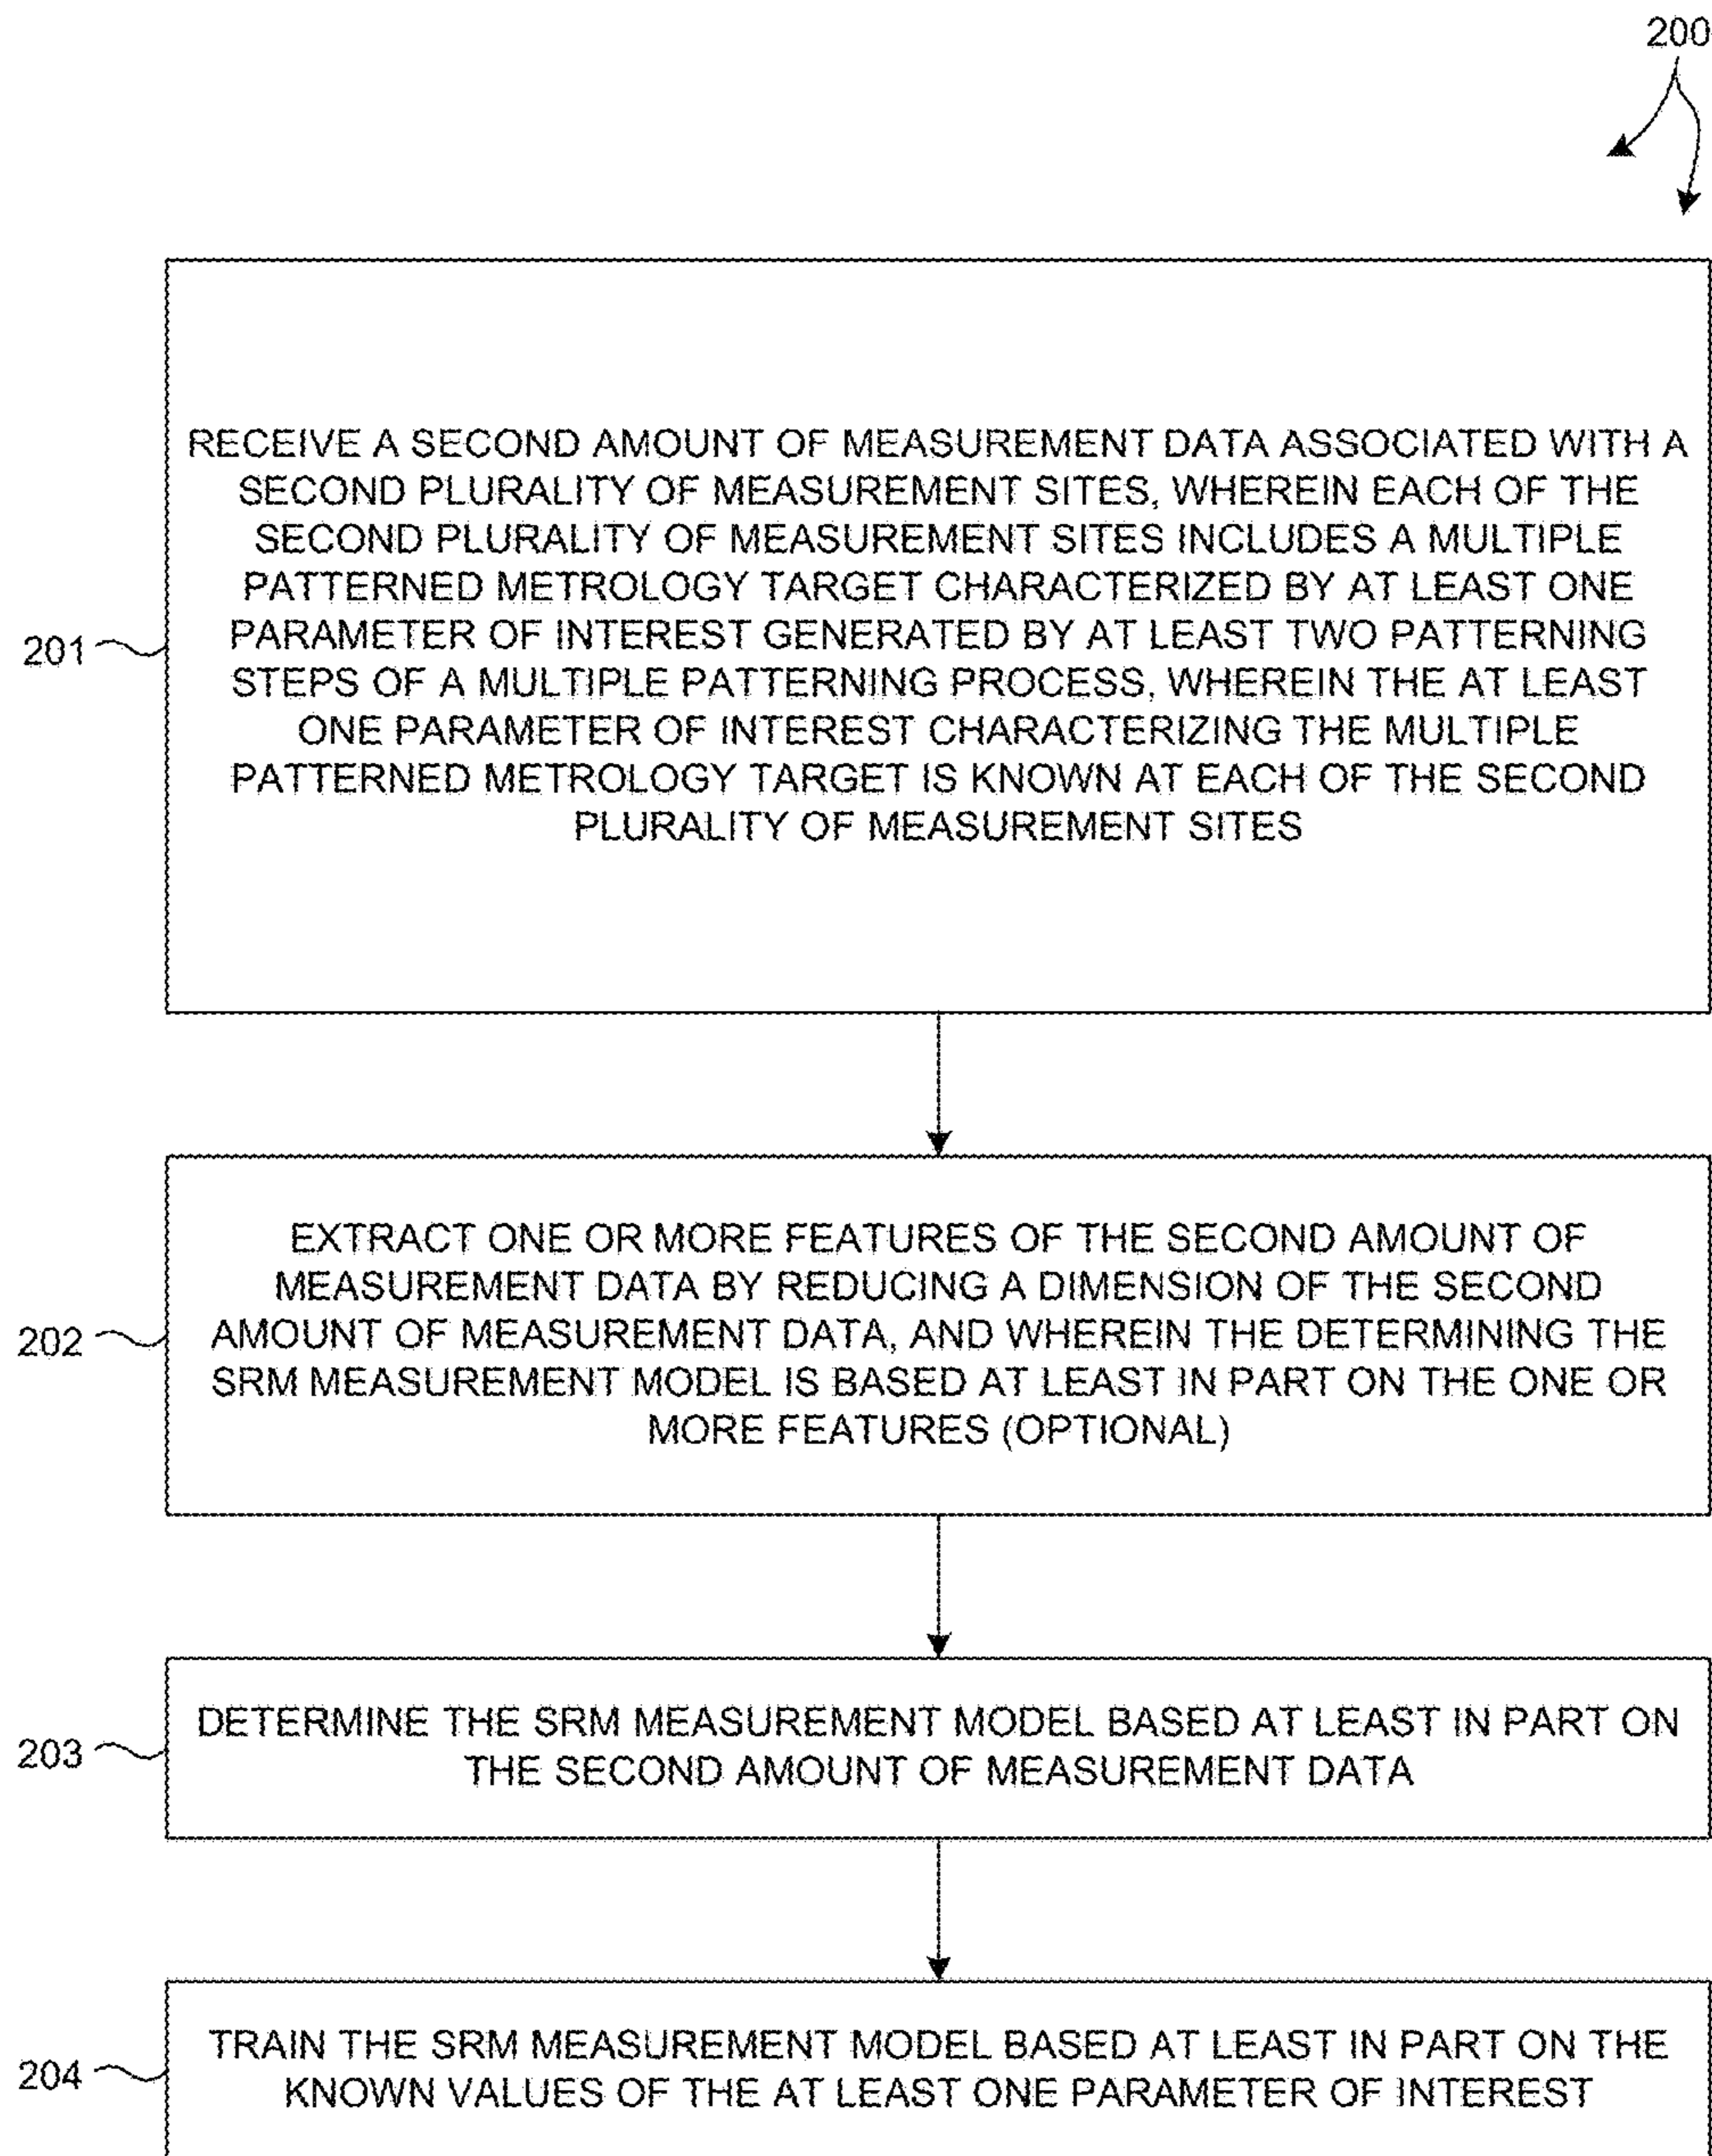 200
RECEIVE A SECOND AMOUNT OF MEASUREMENT DATA ASSOCIATED WITH A
SECOND PLURALITY OF MEASUREMENT SITES, WHEREIN EACH OF THE
SECOND PLURALITY OF MEASUREMENT SITES INCLUDES A MULTIPLE
PATTERNED METROLOGY TARGET CHARACTERIZED BY AT LEAST ONE
PARAMETER OF INTEREST GENERATED BY AT LEAST TWO PATTERNING
STEPS OF A MULTIPLE PATTERNING PROCESS, WHEREIN THE AT LEAST
ONE PARAMETER OF INTEREST CHARACTERIZING THE MULTIPLE
PATTERNED METROLOGY TARGET IS KNOWN AT EACH OF THE SECOND
PLURALITY OF MEASUREMENT SITES
201
EXTRACT ONE OR MORE FEATURES OF THE SECOND AMOUNT OF
MEASUREMENT DATA BY REDUCING A DIMENSION OF THE SECOND
AMOUNT OF MEASUREMENT DATA, AND WHEREIN THE DETERMINING THE
SRM MEASUREMENT MODEL IS BASED AT LEAST IN PART ON THE ONE OR
MORE FEATURES (OPTIONAL)
202
DETERMINE THE SRM MEASUREMENT MODEL BASED AT LEAST IN PART ON
THE SECOND AMOUNT OF MEASUREMENT DATA
203
TRAIN THE SRM MEASUREMENT MODEL BASED AT LEAST IN PART ON THE
KNOWN VALUES OF THE AT LEAST ONE PARAMETER OF INTEREST
204